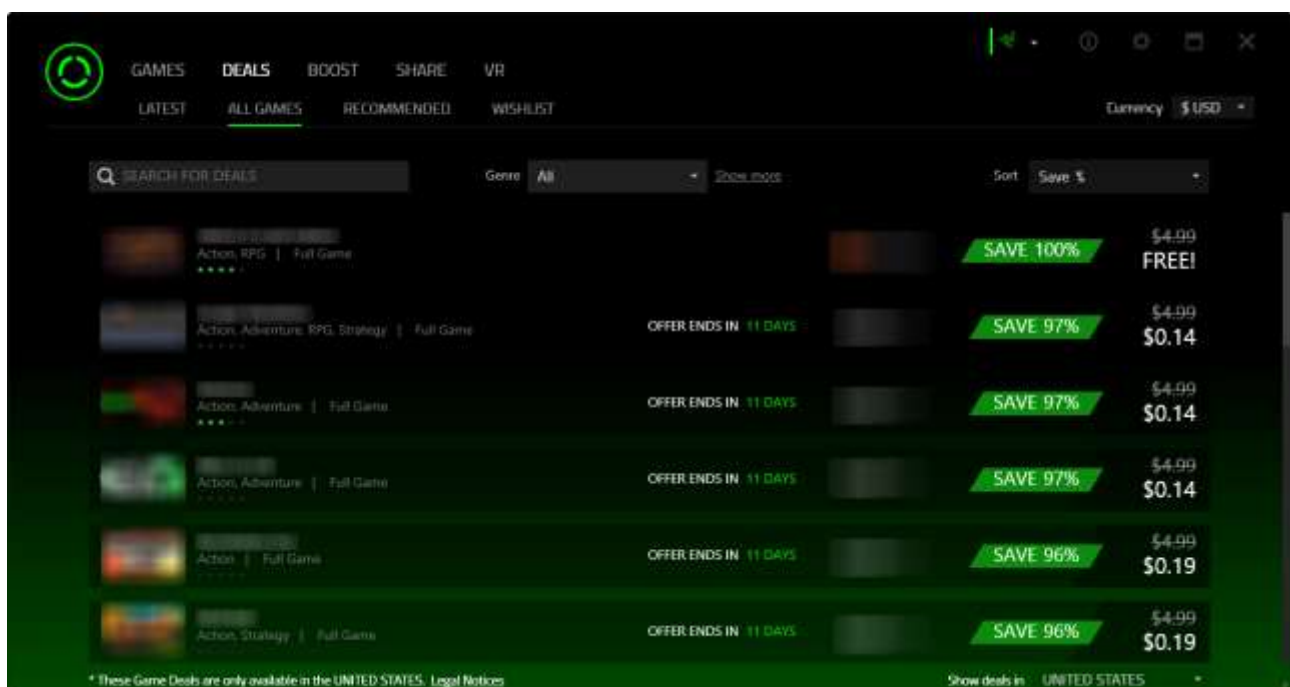 GAMES DEALS BOOST SHARE VR
LATEST ALL GAMES RECOMMENDED WISHLIST Currency $ USD
SEARCH FOR DEALS Genre All Show more Sort Save %
Action, RPG | Full Game SAVE 100% $4.99 FREE!
Action, Adventure, RPG, Strategy | Full Game OFFER ENDS IN 11 DAYS SAVE 97% $4.99 $0.14
Action, Adventure | Full Game OFFER ENDS IN 11 DAYS SAVE 97% $4.99 $0.14
Action, Adventure | Full Game OFFER ENDS IN 11 DAYS SAVE 97% $4.99 $0.14
Action | Full Game OFFER ENDS IN 11 DAYS SAVE 96% $4.99 $0.19
Action, Strategy | Full Game OFFER ENDS IN 11 DAYS SAVE 96% $4.99 $0.19
* These Game Deals are only available in the UNITED STATES. Legal Notices Show deals in UNITED STATES